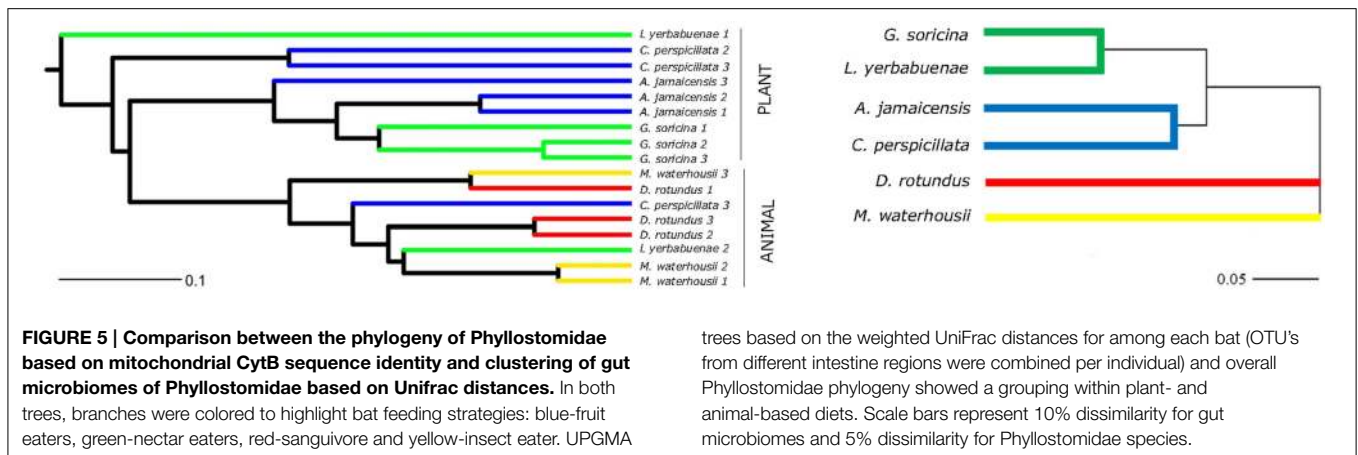 L yerbabuenae 1
C. perspicillata 2
C. perspicillata 3
A. jamaicensis 3
A. jamaicensis 2
A. jamaicensis 1
G. soricina 1
G. soricina 2
G. soricina 3
PLANT
M. waterhousii 3
D. rotundus 1
C. perspicillata 3
D. rotundus 3
D. rotundus 2
L yerbabuenae 2
M. waterhousii 2
M. waterhousii 1
ANIMAL
0.1
G. soricina
L. yerbabuenae
A. jamaicensis
C. perspicillata
D. rotundus
M. waterhousii
0.05
FIGURE 5 | Comparison between the phylogeny of Phyllostomidae
based on mitochondrial CytB sequence identity and clustering of gut
microbiomes of Phyllostomidae based on Unifrac distances. In both
trees, branches were colored to highlight bat feeding strategies: blue-fruit
eaters, green-nectar eaters, red-sanguivore and yellow-insect eater. UPGMA
trees based on the weighted UniFrac distances for among each bat (OTU's
from different intestine regions were combined per individual) and overall
Phyllostomidae phylogeny showed a grouping within plant- and
animal-based diets. Scale bars represent 10% dissimilarity for gut
microbiomes and 5% dissimilarity for Phyllostomidae species.